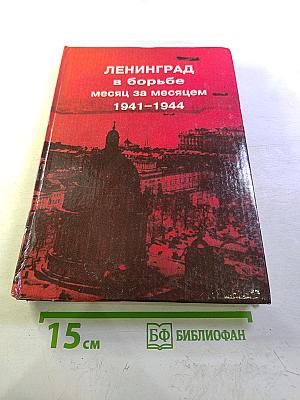 ЛЕНИНГРАД
в борьбе
месяц за месяцем
1941–1944
15 см
БФ БИБЛИОФАН